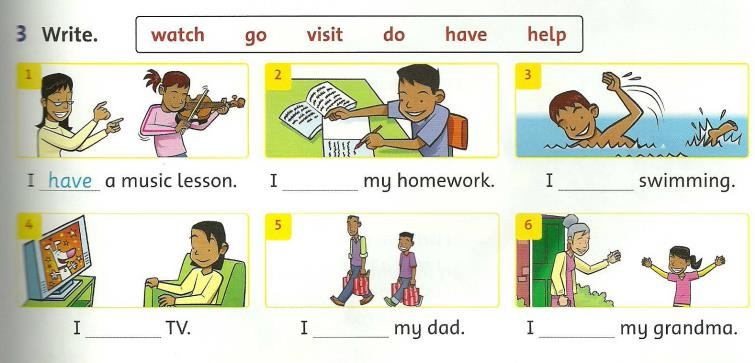 3 Write.
watch go visit do have help
1 2 3
I have a music lesson. I ________ my homework. I ________ swimming.
4 5 6
I ________ TV. I ________ my dad. I ________ my grandma.